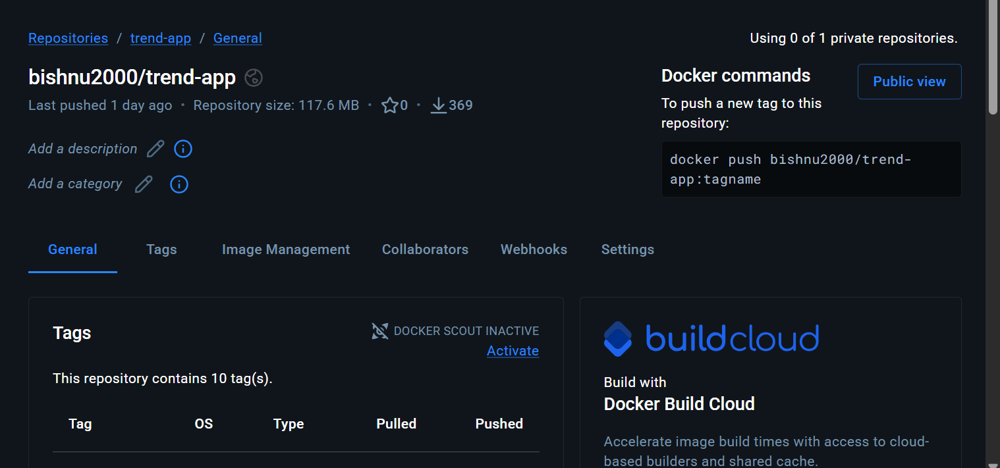 Repositories / trend-app / General
Using 0 of 1 private repositories.
bishnu2000/trend-app
Last pushed 1 day ago • Repository size: 117.6 MB • 0 • 369
Add a description
Add a category
Docker commands
Public view
To push a new tag to this
repository:
docker push bishnu2000/trend-
app:tagname
General Tags Image Management Collaborators Webhooks Settings
Tags
DOCKER SCOUT INACTIVE
Activate
This repository contains 10 tag(s).
Tag OS Type Pulled Pushed
buildcloud
Build with
Docker Build Cloud
Accelerate image build times with access to cloud-
based builders and shared cache.